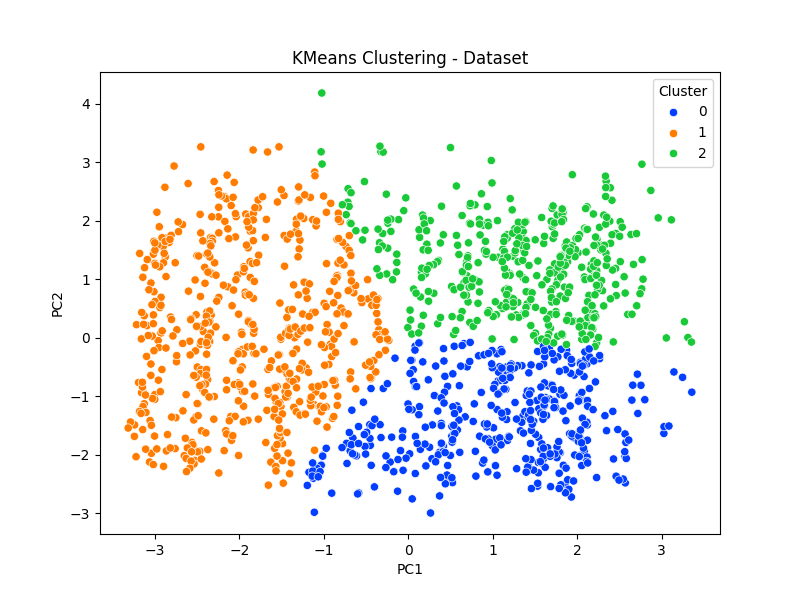 KMeans Clustering - Dataset
Cluster
0
1
2
4
3
2
1
0
−1
−2
−3
PC2
−3 −2 −1 0 1 2 3
PC1